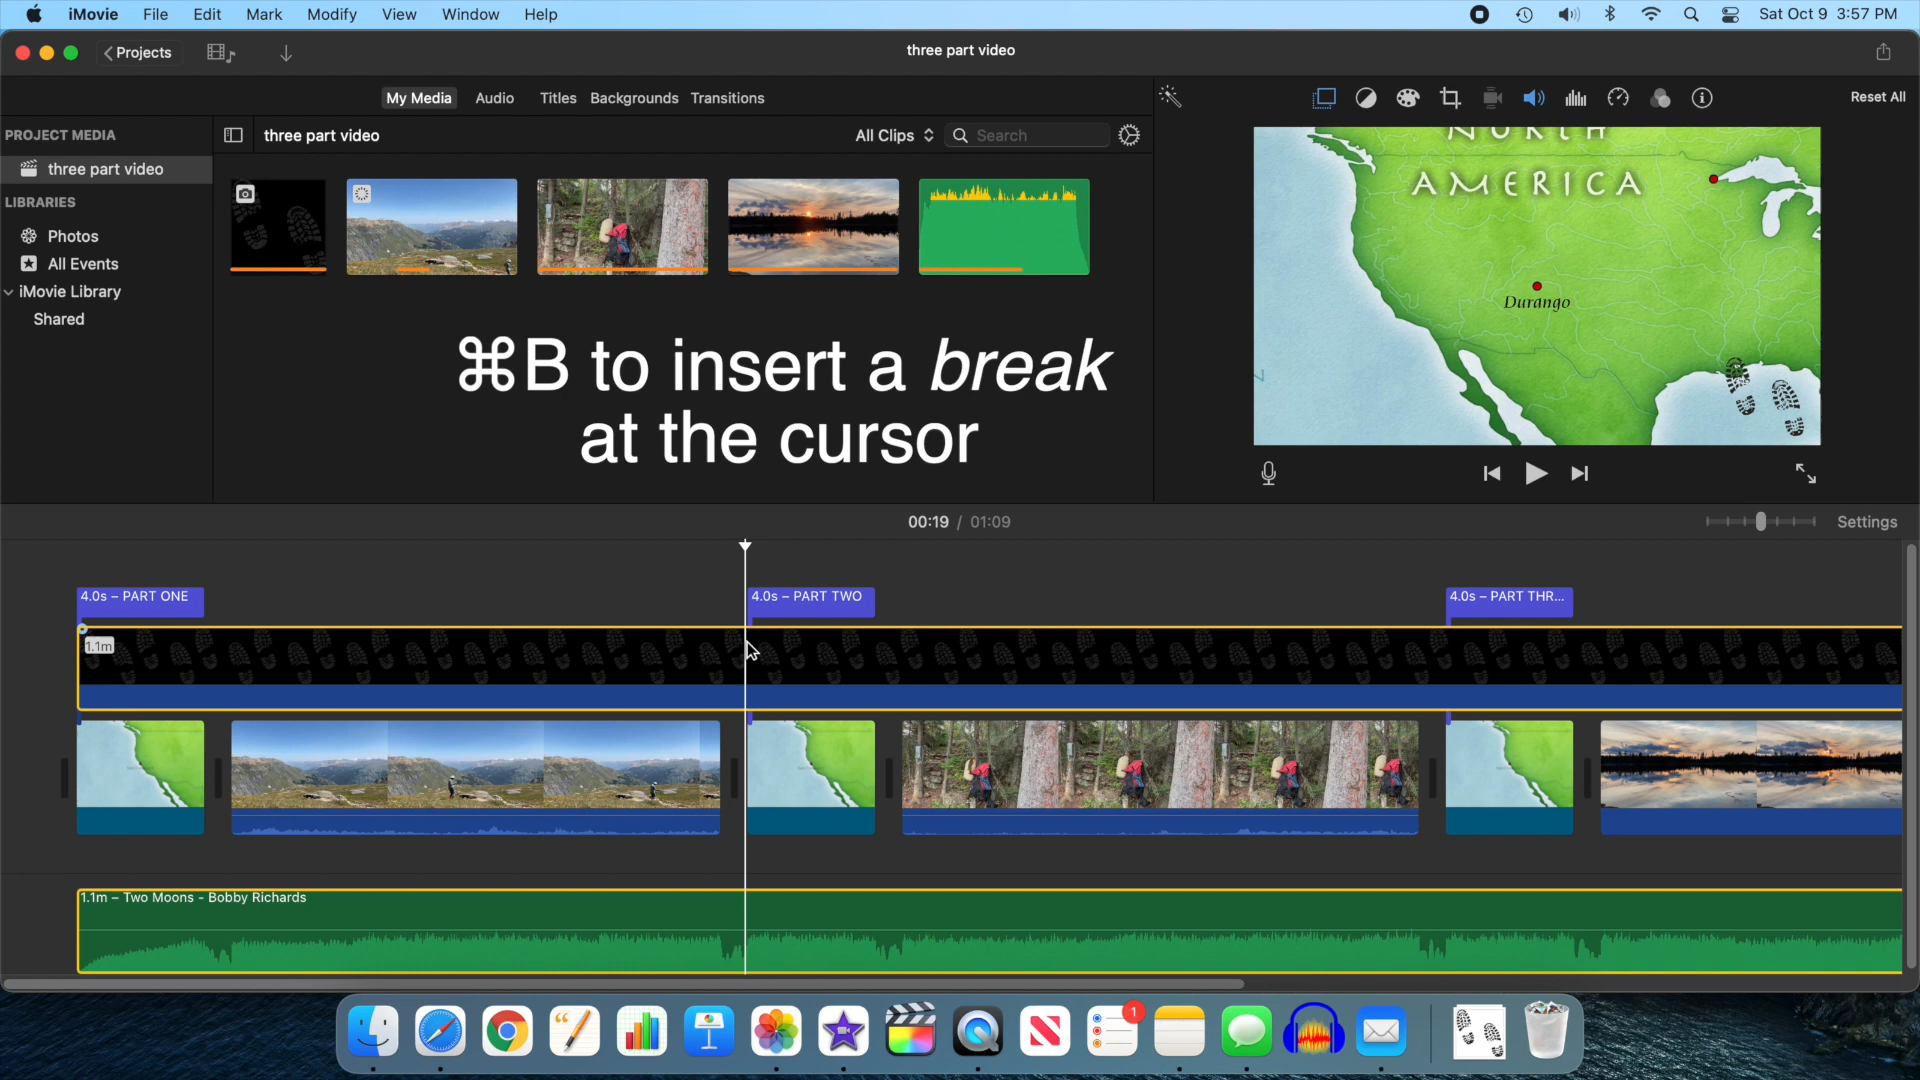 iMovie File Edit Mark Modify View Window Help Sat Oct 9 3:57 PM
Projects three part video
My Media Audio Titles Backgrounds Transitions Reset All
PROJECT MEDIA three part video All Clips Search
three part video
LIBRARIES
Photos
All Events
iMovie Library
Shared
NORTH
AMERICA
Durango
⌘B to insert a break
at the cursor
00:19 / 01:09 Settings
4.0s – PART ONE 4.0s – PART TWO 4.0s – PART THR...
1.1m
1.1m – Two Moons - Bobby Richards
1